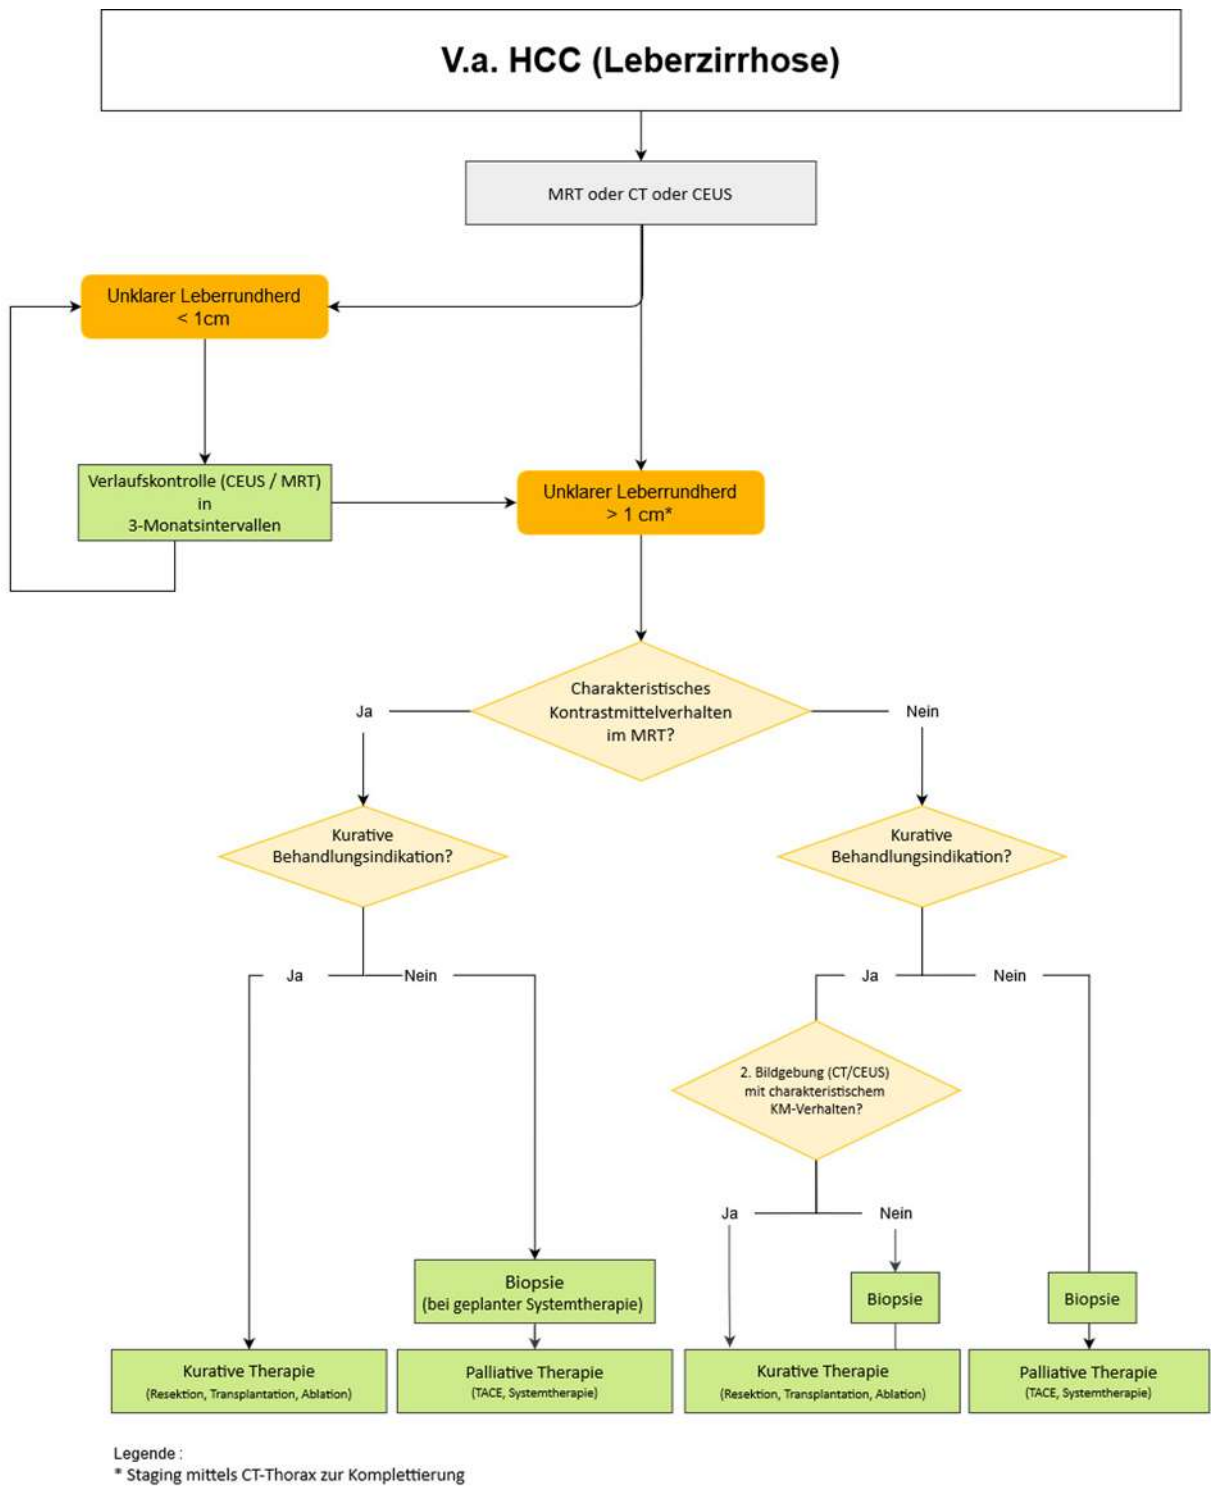 V.a. HCC (Leberzirrhose)
MRT oder CT oder CEUS
Unklarer Leberrundherd
< 1cm
Verlaufskontrolle (CEUS / MRT)
in
3-Monatsintervallen
Unklarer Leberrundherd
> 1 cm*
Charakteristisches
Kontrastmittelverhalten
im MRT?
Ja
Nein
Kurative
Behandlungsindikation?
Kurative
Behandlungsindikation?
Ja
Nein
Ja
Nein
2. Bildgebung (CT/CEUS)
mit charakteristischem
KM-Verhalten?
Ja
Nein
Biopsie
(bei geplanter Systemtherapie)
Biopsie
Biopsie
Kurative Therapie
(Resektion, Transplantation, Ablation)
Palliative Therapie
(TACE, Systemtherapie)
Kurative Therapie
(Resektion, Transplantation, Ablation)
Palliative Therapie
(TACE, Systemtherapie)
Legende :
* Staging mittels CT-Thorax zur Komplettierung